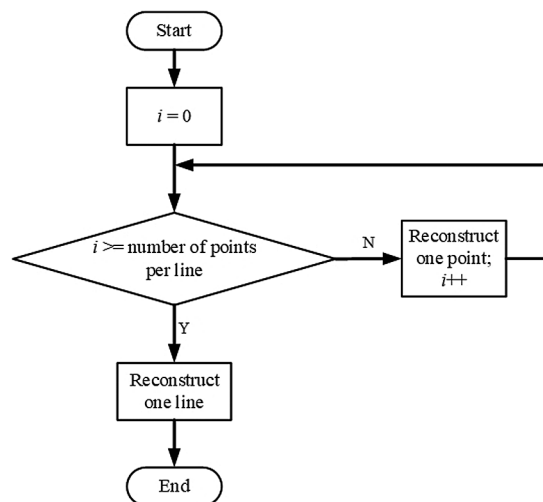 Start
i = 0
i >= number of points
per line
N
Reconstruct
one point;
i++
Y
Reconstruct
one line
End